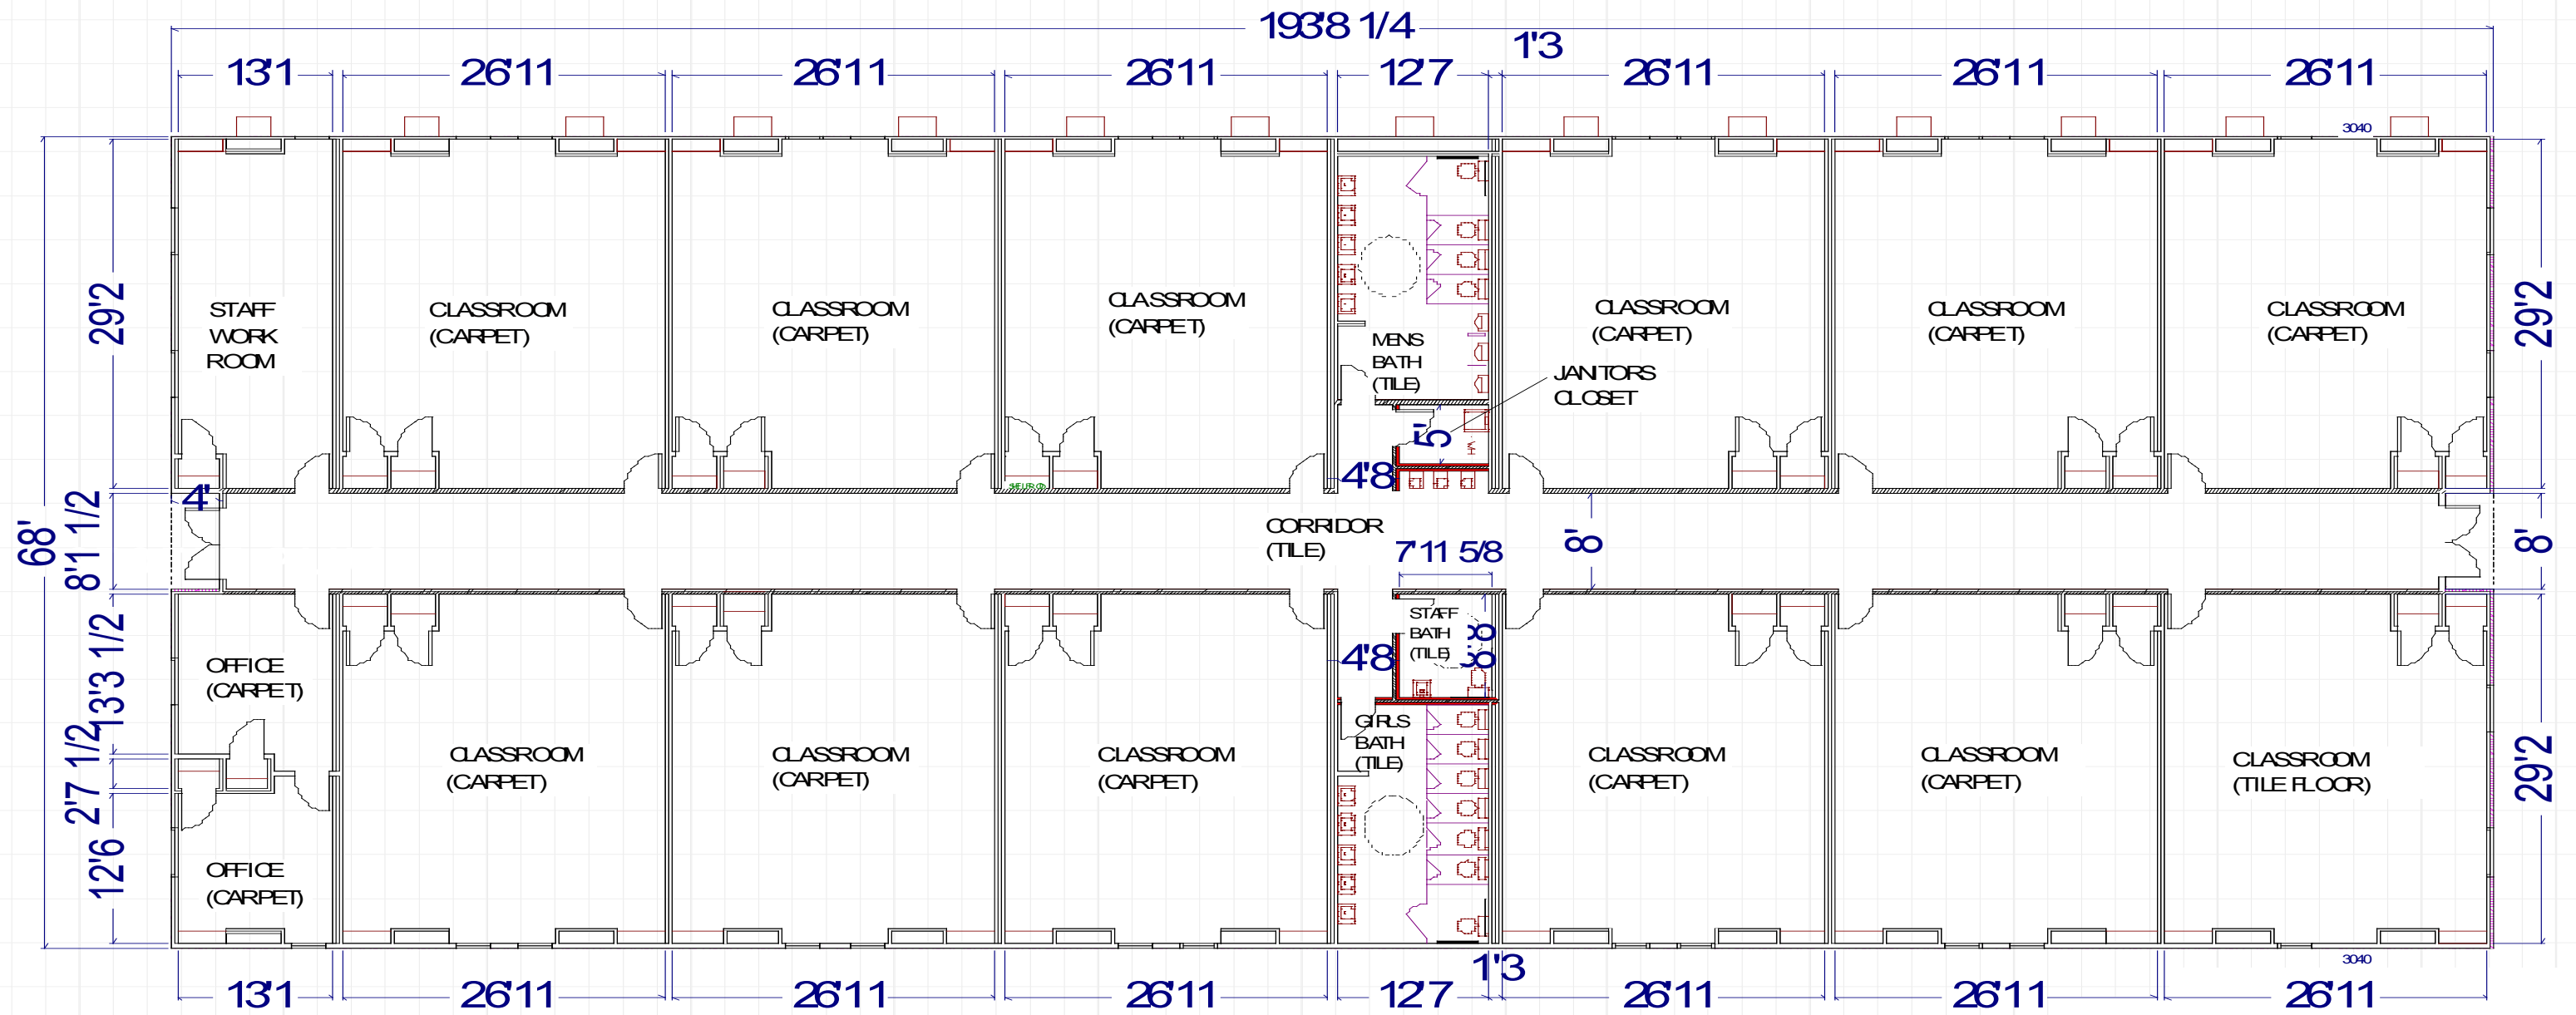 193'8 1/4
1'3
13'1
26'11
26'11
26'11
12'7
26'11
26'11
26'11
3040
29'2
STAFF
WORK
ROOM
CLASSROOM
(CARPET)
CLASSROOM
(CARPET)
CLASSROOM
(CARPET)
MENS
BATH
(TILE)
CLASSROOM
(CARPET)
JANITORS
CLOSET
CLASSROOM
(CARPET)
CLASSROOM
(CARPET)
29'2
5'
4'8
4'
68'
8'1 1/2
CORRIDOR
(TILE)
7'11 5/8
8'
8'
13'3 1/2
OFFICE
(CARPET)
4'8
STAFF
BATH
(TILE)
2'7 1/2
CLASSROOM
(CARPET)
CLASSROOM
(CARPET)
CLASSROOM
(CARPET)
GIRLS
BATH
(TILE)
CLASSROOM
(CARPET)
CLASSROOM
(CARPET)
CLASSROOM
(TILE FLOOR)
29'2
12'6
OFFICE
(CARPET)
3040
1'3
13'1
26'11
26'11
26'11
12'7
26'11
26'11
26'11